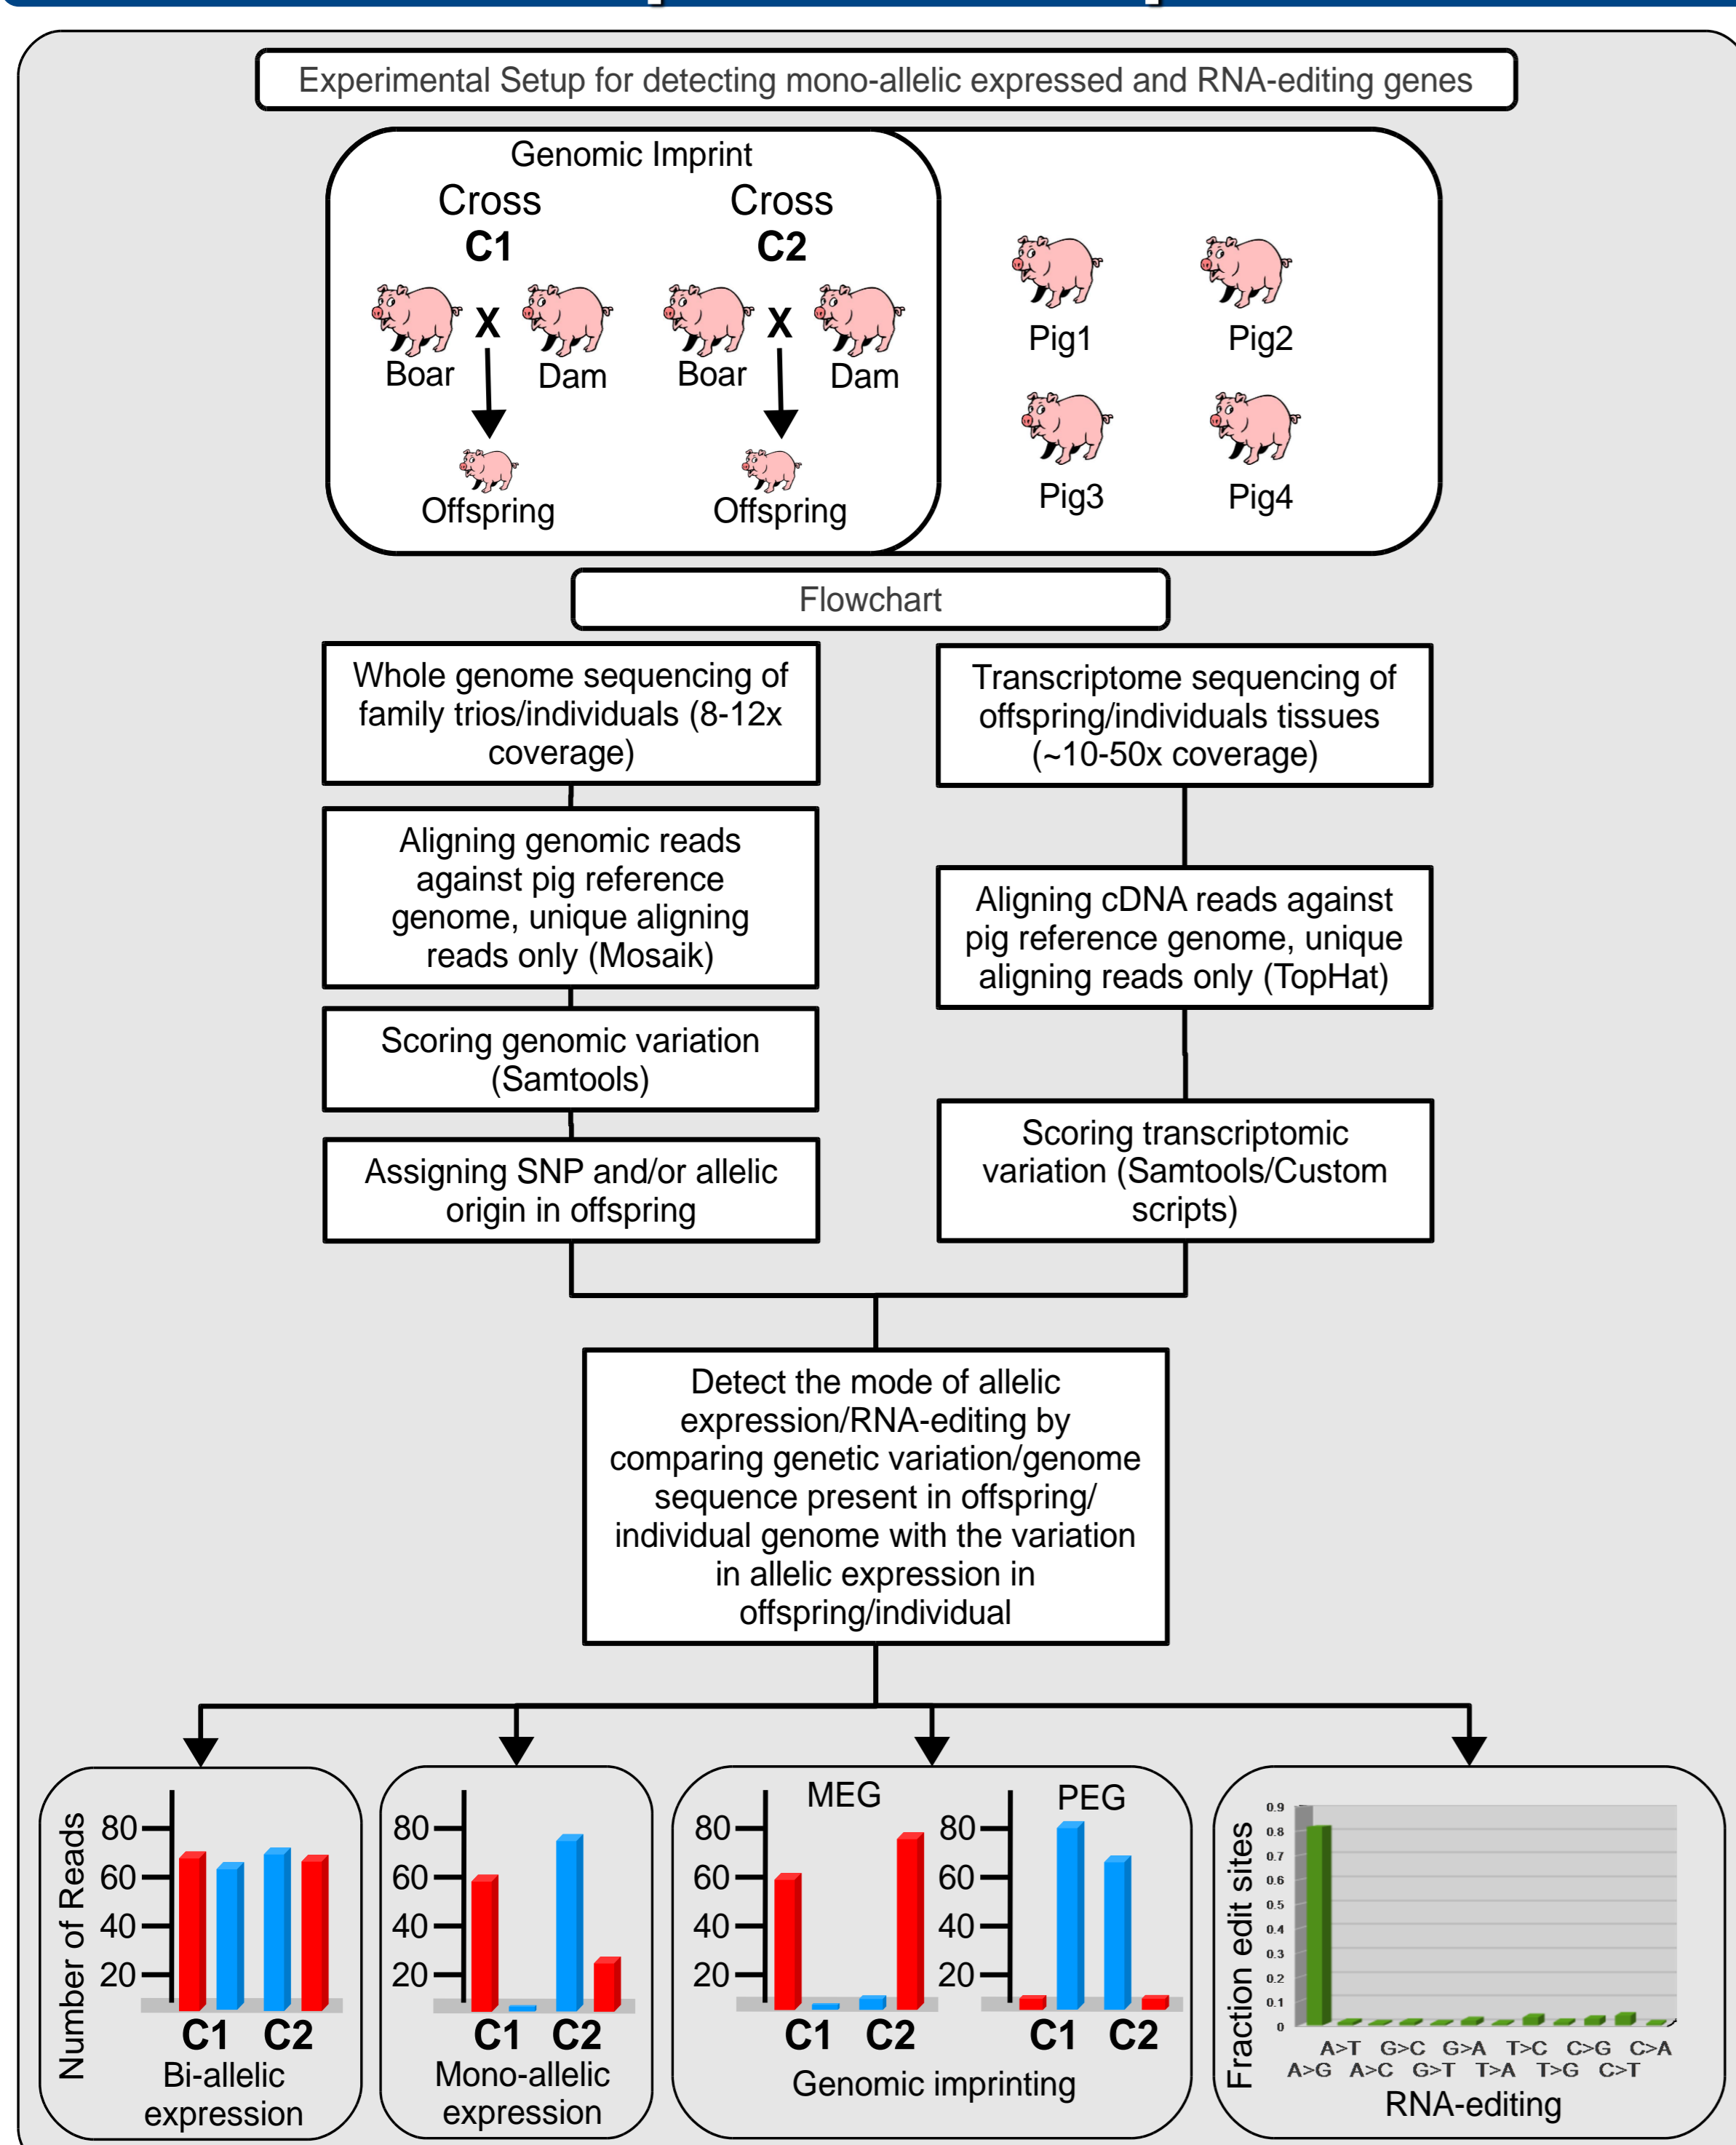 Experimental Setup for detecting mono-allelic expressed and RNA-editing genes
Genomic Imprint
Cross
C1
Cross
C2
X
X
Boar
Dam
Boar
Dam
Offspring
Offspring
Pig1
Pig2
Pig3
Pig4
Flowchart
Whole genome sequencing of
family trios/individuals (8-12x
coverage)
Aligning genomic reads
against pig reference
genome, unique aligning
reads only (Mosaik)
Scoring genomic variation
(Samtools)
Assigning SNP and/or allelic
origin in offspring
Transcriptome sequencing of
offspring/individuals tissues
(~10-50x coverage)
Aligning cDNA reads against
pig reference genome, unique
aligning reads only (TopHat)
Scoring transcriptomic
variation (Samtools/Custom
scripts)
Detect the mode of allelic
expression/RNA-editing by
comparing genetic variation/genome
sequence present in offspring/
individual genome with the variation
in allelic expression in
offspring/individual
Number of Reads
80
60
40
20
C1 C2
Bi-allelic
expression
80
60
40
20
C1 C2
Mono-allelic
expression
MEG
80
60
40
20
C1 C2
PEG
80
60
40
20
C1 C2
Genomic imprinting
Fraction edit sites
0.9
0.8
0.7
0.6
0.5
0.4
0.3
0.2
0.1
0
A>T G>C G>A T>C C>G C>A
A>G A>C G>T T>A T>G C>T
RNA-editing